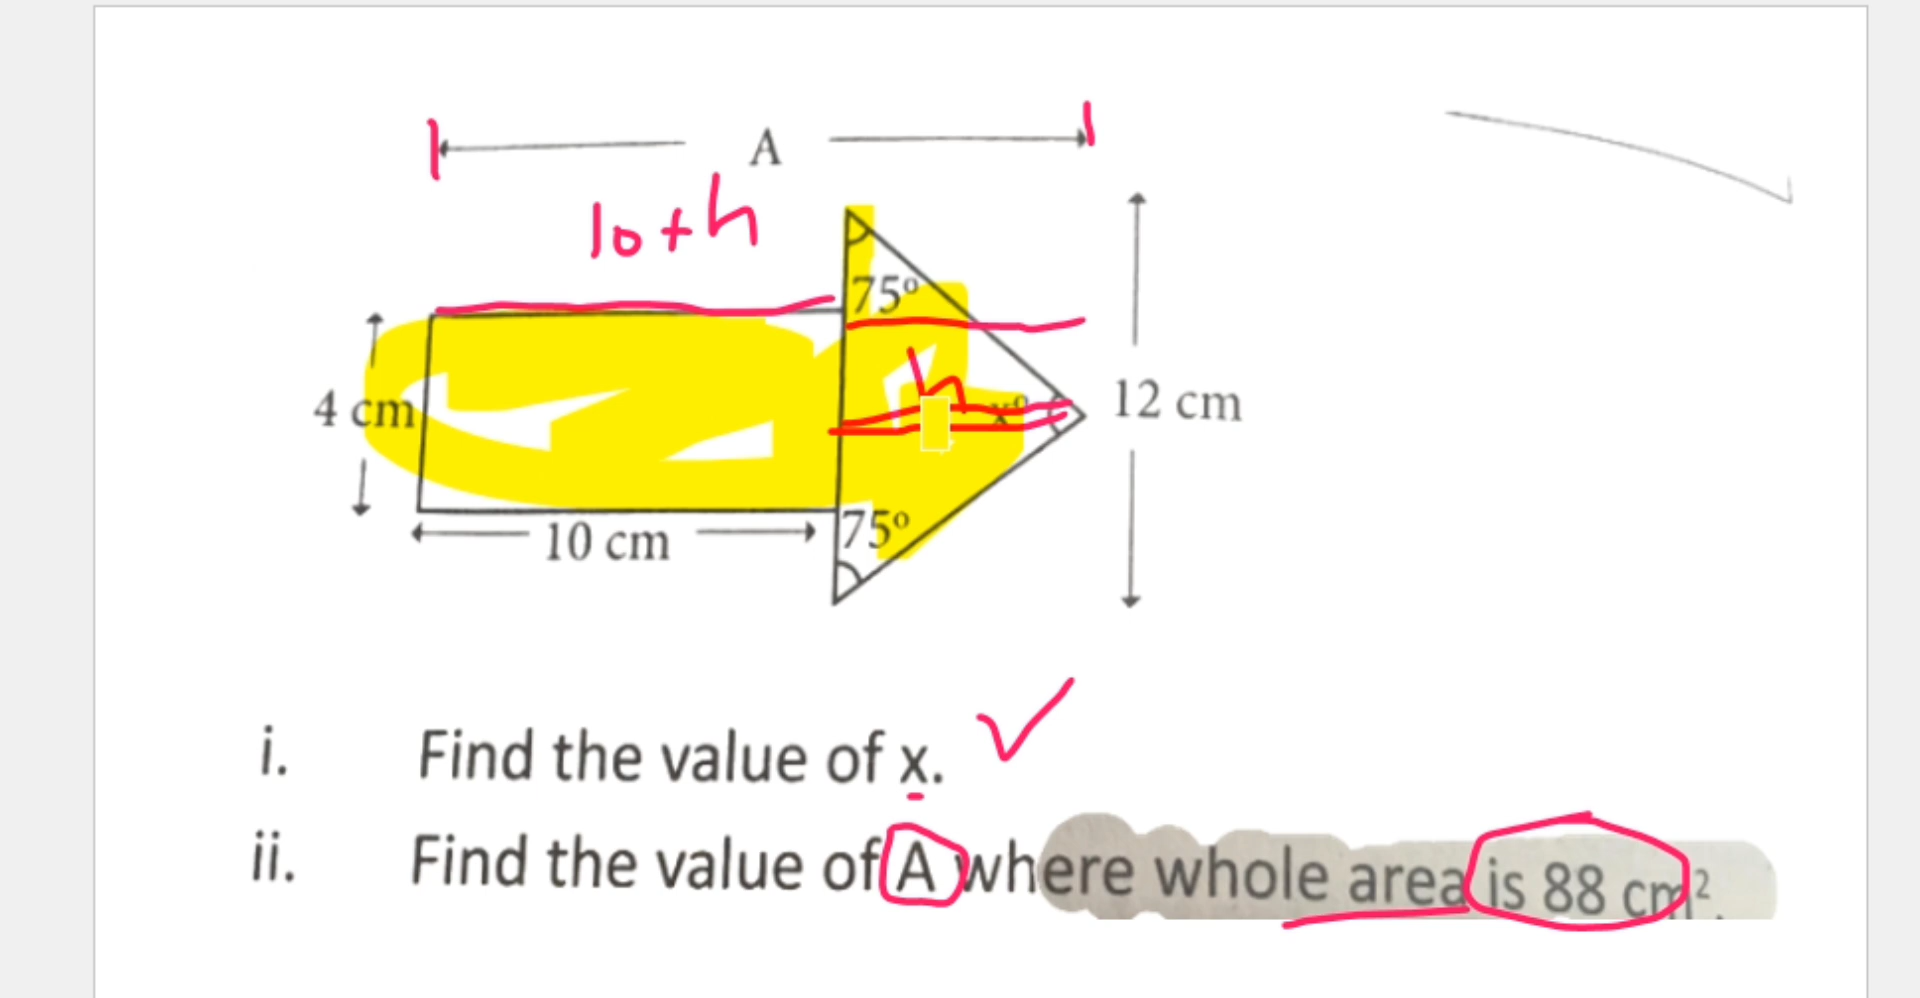 A
10+h
75°
h
x°
4 cm
12 cm
10 cm
75°
i. Find the value of x.
ii. Find the value of A where whole area is 88 cm².